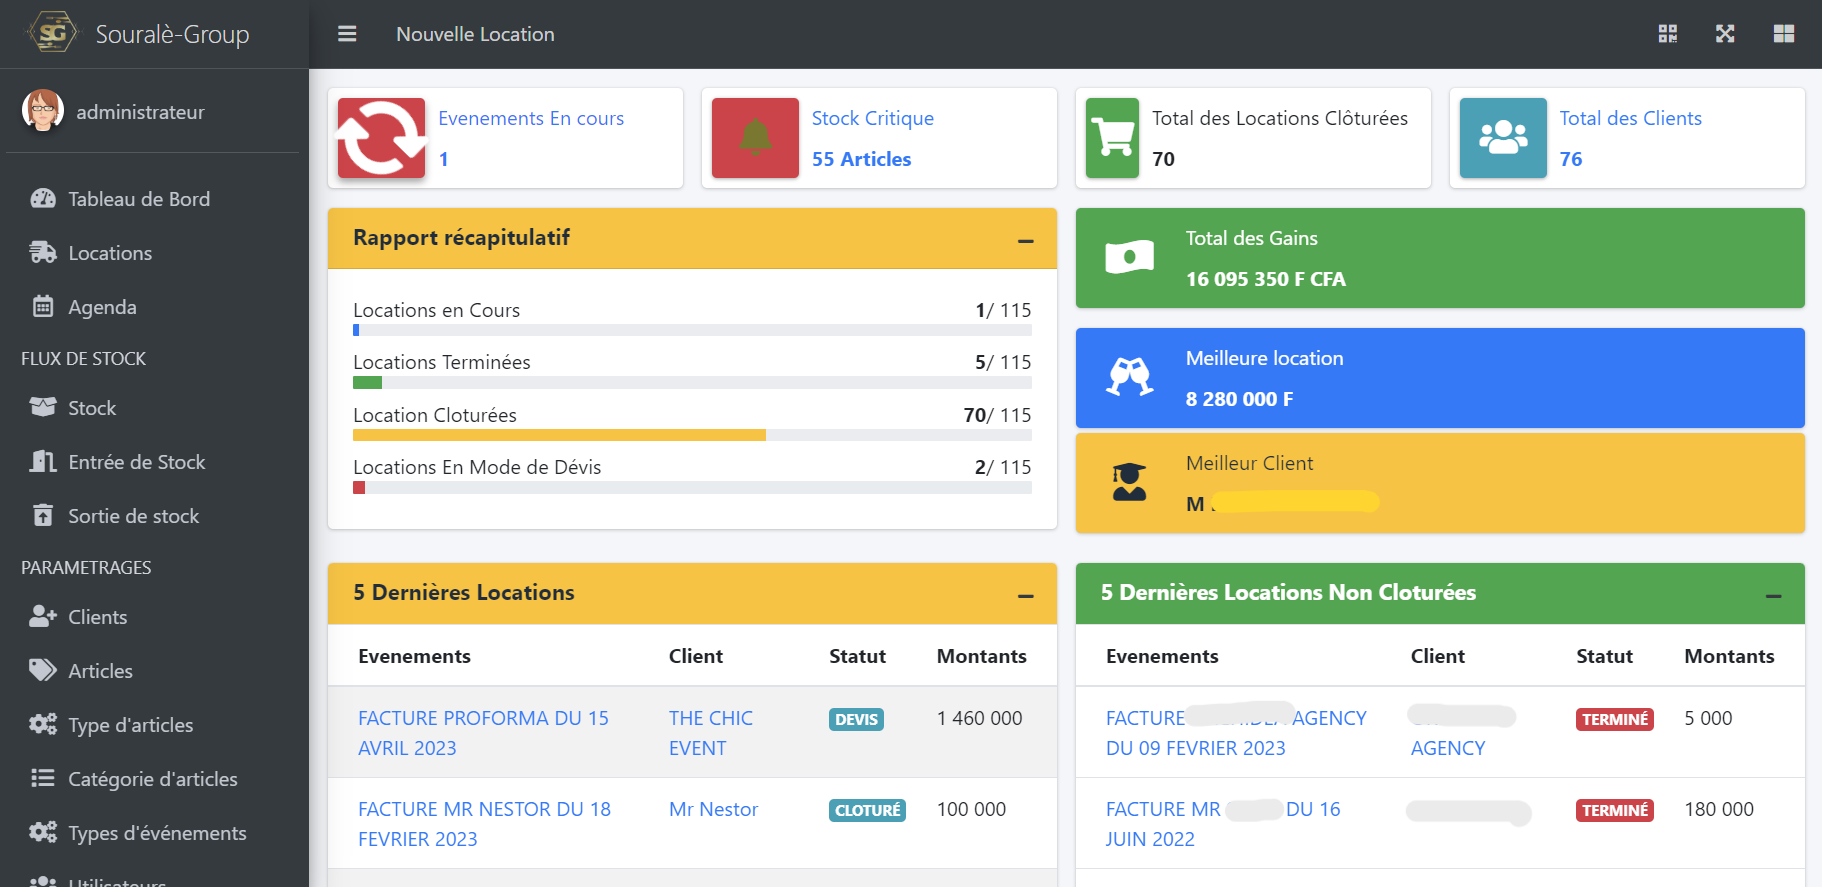 SG Souralè-Group
Nouvelle Location
administrateur
Tableau de Bord
Locations
Agenda
FLUX DE STOCK
Stock
Entrée de Stock
Sortie de stock
PARAMETRAGES
Clients
Articles
Type d'articles
Catégorie d'articles
Types d'événements
Utilisateurs
Evenements En cours
1
Stock Critique
55 Articles
Total des Locations Clôturées
70
Total des Clients
76
Rapport récapitulatif
Locations en Cours 1/ 115
Locations Terminées 5/ 115
Location Cloturées 70/ 115
Locations En Mode de Dévis 2/ 115
Total des Gains
16 095 350 F CFA
Meilleure location
8 280 000 F
Meilleur Client
M
5 Dernières Locations
Evenements Client Statut Montants
FACTURE PROFORMA DU 15 THE CHIC DEVIS 1 460 000
AVRIL 2023 EVENT
FACTURE MR NESTOR DU 18 Mr Nestor CLOTURÉ 100 000
FEVRIER 2023
5 Dernières Locations Non Cloturées
Evenements Client Statut Montants
FACTURE AGENCY TERMINÉ 5 000
DU 09 FEVRIER 2023 AGENCY
FACTURE MR DU 16 TERMINÉ 180 000
JUIN 2022